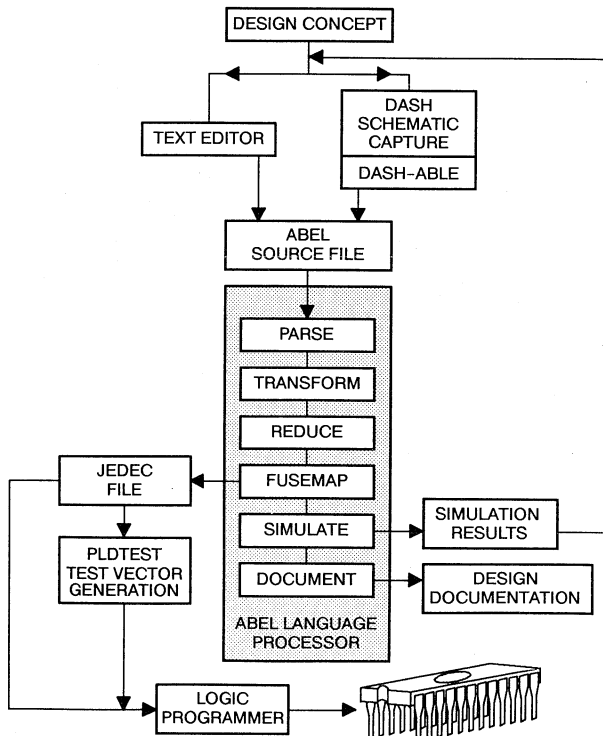 DESIGN CONCEPT
TEXT EDITOR
DASH
SCHEMATIC
CAPTURE
DASH-ABLE
ABEL
SOURCE FILE
PARSE
TRANSFORM
REDUCE
FUSEMAP
SIMULATE
DOCUMENT
ABEL LANGUAGE
PROCESSOR
JEDEC
FILE
PLDTEST
TEST VECTOR
GENERATION
SIMULATION
RESULTS
DESIGN
DOCUMENTATION
LOGIC
PROGRAMMER